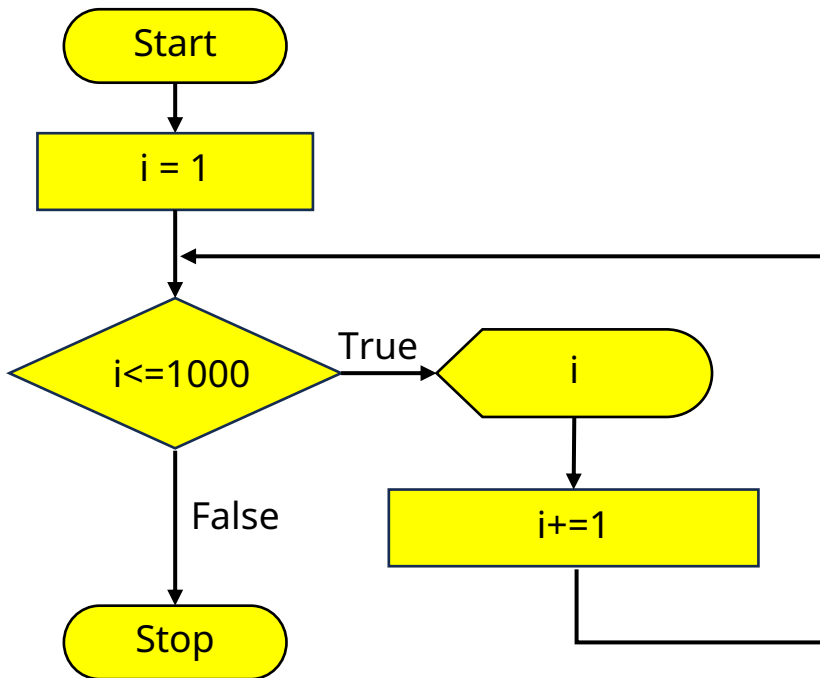 Start
i = 1
i<=1000
True
i
i+=1
False
Stop